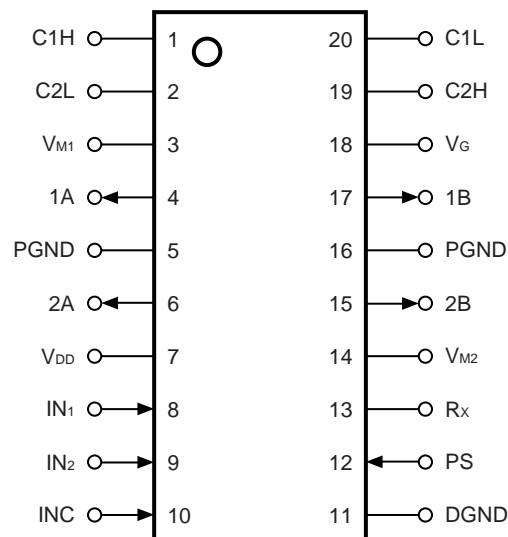 C1H 1 20 C1L
C2L 2 19 C2H
VM1 3 18 VG
1A 4 17 1B
PGND 5 16 PGND
2A 6 15 2B
VDD 7 14 VM2
IN1 8 13 RX
IN2 9 12 PS
INC 10 11 DGND